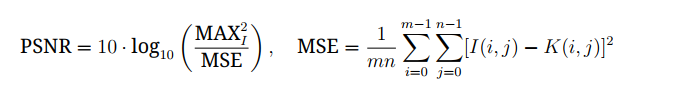 PSNR = 10 · log₁₀ (MAX_I² / MSE), MSE = 1/mn ∑_{i=0}^{m−1} ∑_{j=0}^{n−1} [I(i, j) − K(i, j)]²